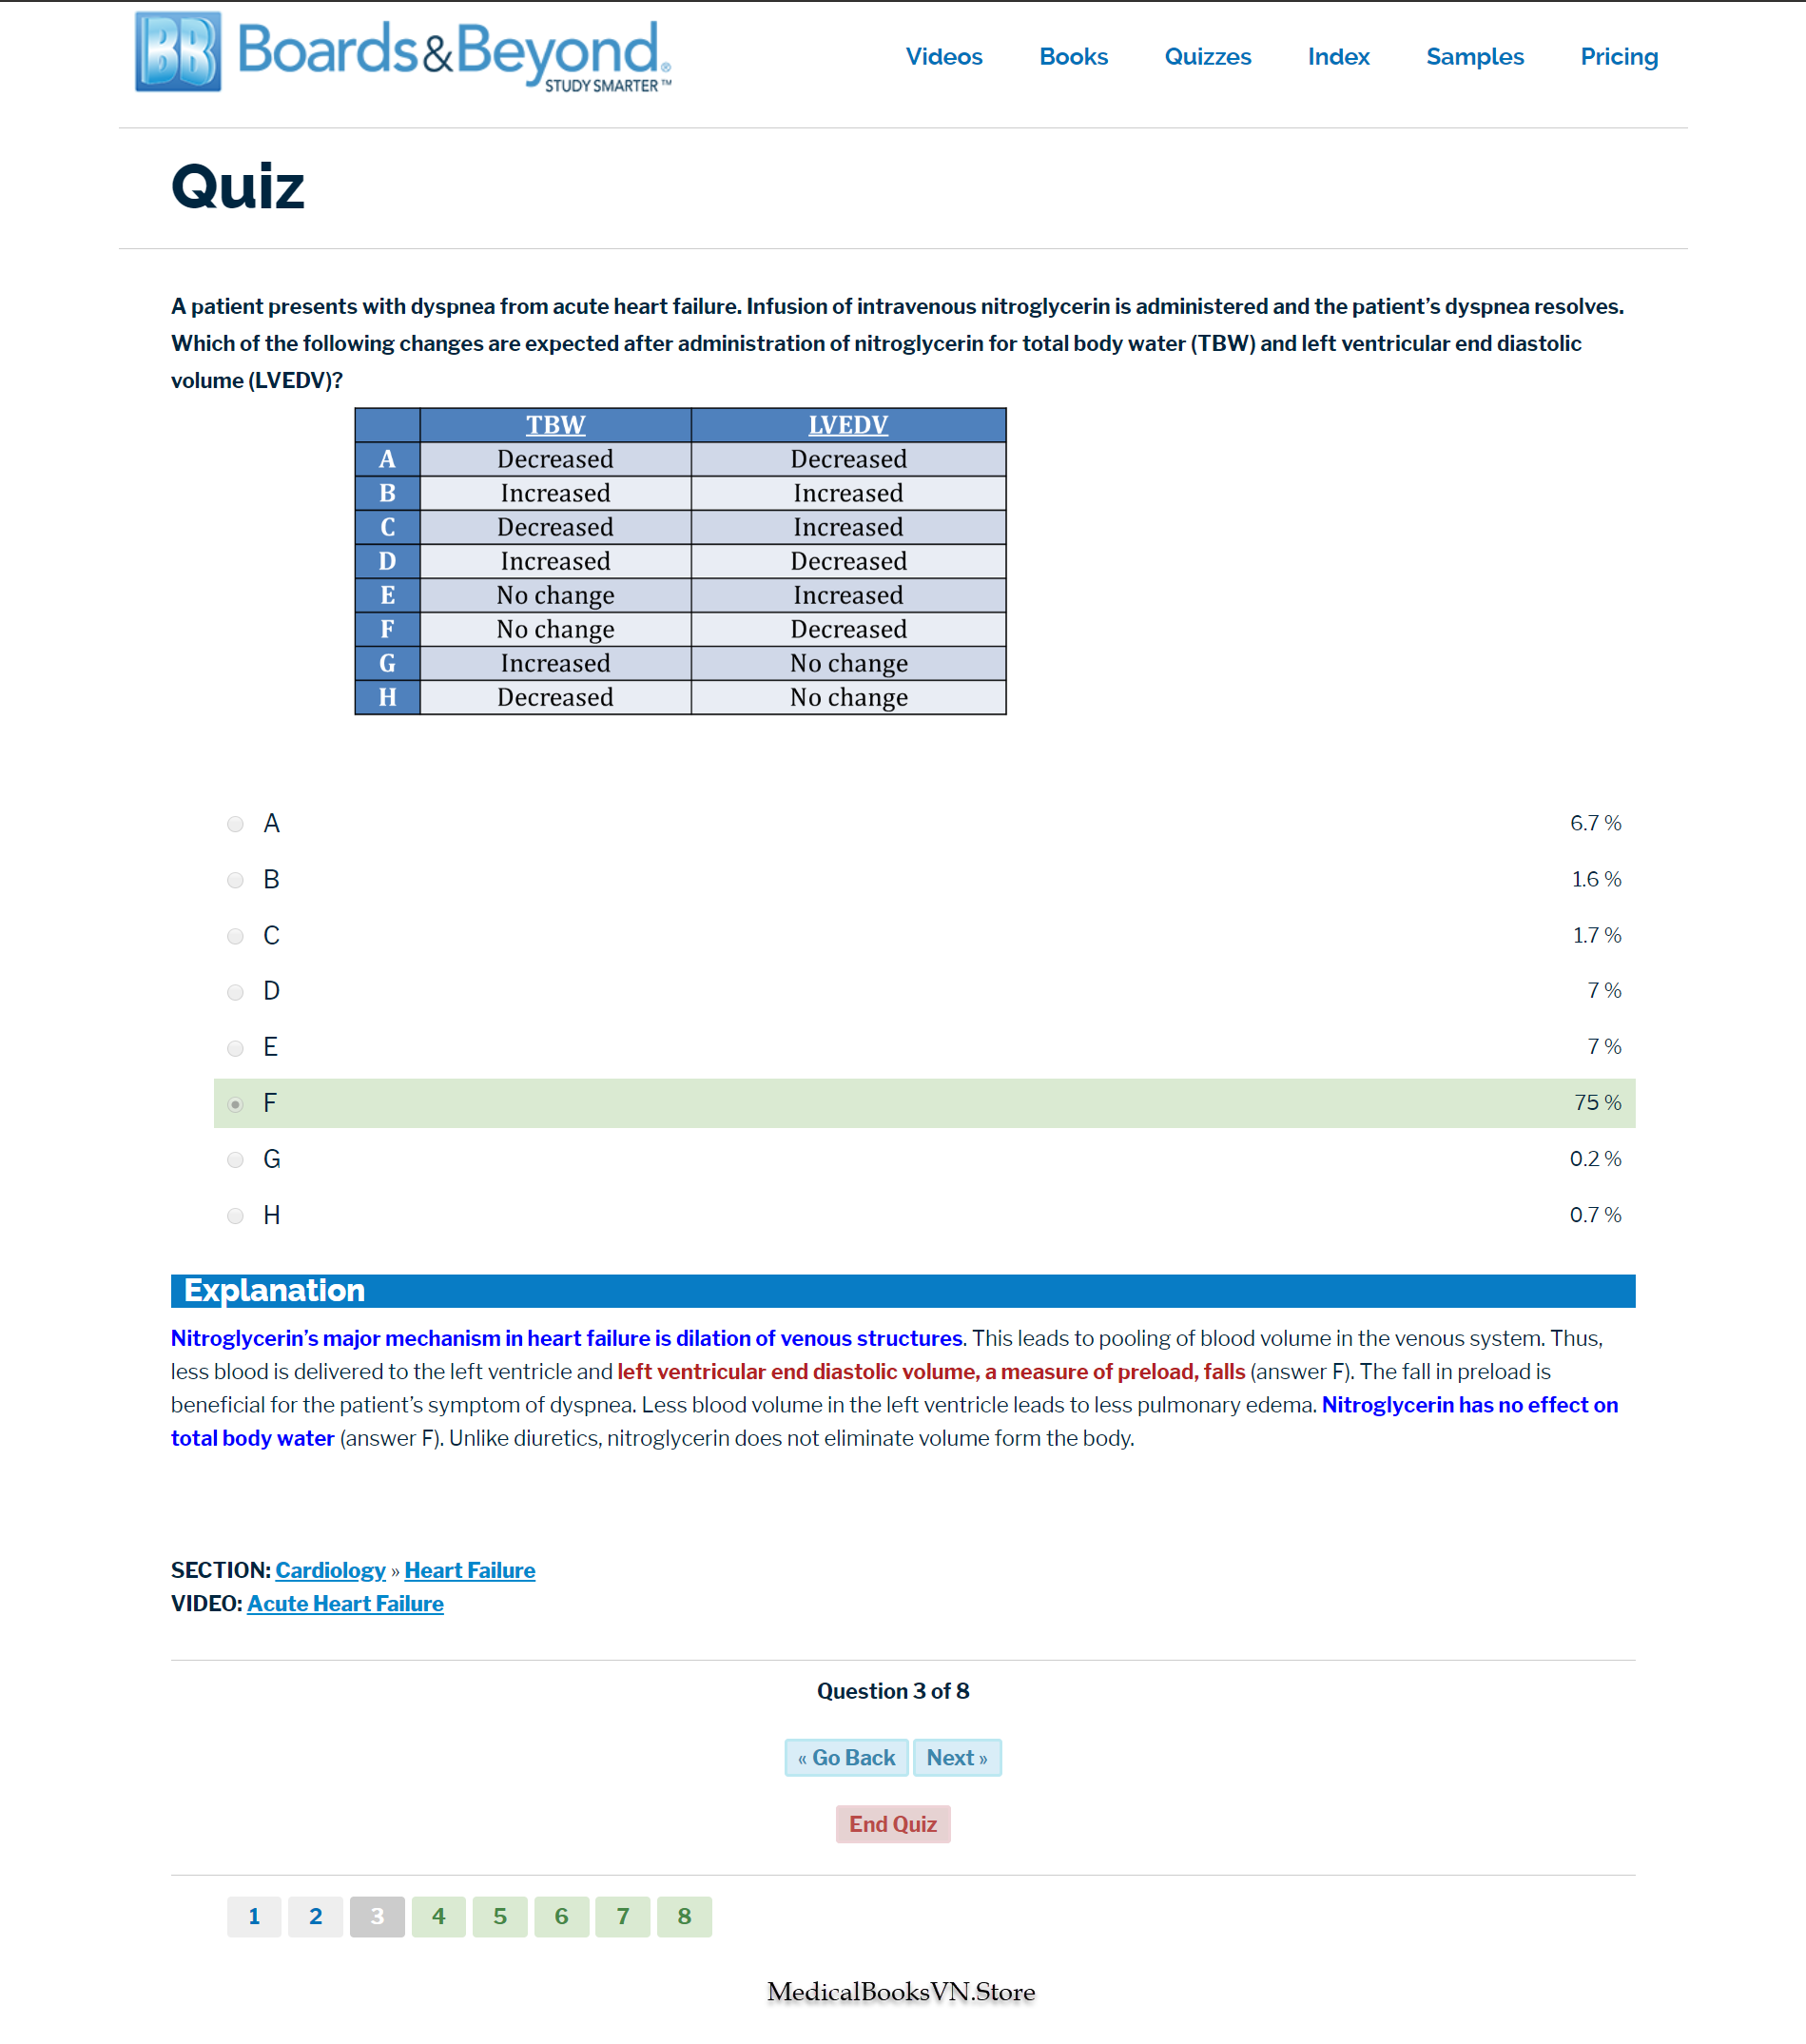 BB Boards&Beyond®
STUDY SMARTER™
Videos Books Quizzes Index Samples Pricing
Quiz
A patient presents with dyspnea from acute heart failure. Infusion of intravenous nitroglycerin is administered and the patient’s dyspnea resolves.
Which of the following changes are expected after administration of nitroglycerin for total body water (TBW) and left ventricular end diastolic
volume (LVEDV)?
TBW LVEDV
A Decreased Decreased
B Increased Increased
C Decreased Increased
D Increased Decreased
E No change Increased
F No change Decreased
G Increased No change
H Decreased No change
A 6.7 %
B 1.6 %
C 1.7 %
D 7 %
E 7 %
F 75 %
G 0.2 %
H 0.7 %
Explanation
Nitroglycerin’s major mechanism in heart failure is dilation of venous structures. This leads to pooling of blood volume in the venous system. Thus,
less blood is delivered to the left ventricle and left ventricular end diastolic volume, a measure of preload, falls (answer F). The fall in preload is
beneficial for the patient’s symptom of dyspnea. Less blood volume in the left ventricle leads to less pulmonary edema. Nitroglycerin has no effect on
total body water (answer F). Unlike diuretics, nitroglycerin does not eliminate volume form the body.
SECTION: Cardiology » Heart Failure
VIDEO: Acute Heart Failure
Question 3 of 8
« Go Back Next »
End Quiz
1 2 3 4 5 6 7 8
MedicalBooksVN.Store